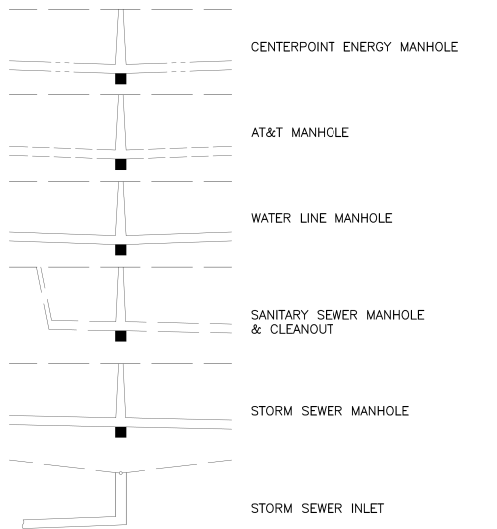 CENTERPOINT ENERGY MANHOLE
AT&T MANHOLE
WATER LINE MANHOLE
SANITARY SEWER MANHOLE
& CLEANOUT
STORM SEWER MANHOLE
STORM SEWER INLET